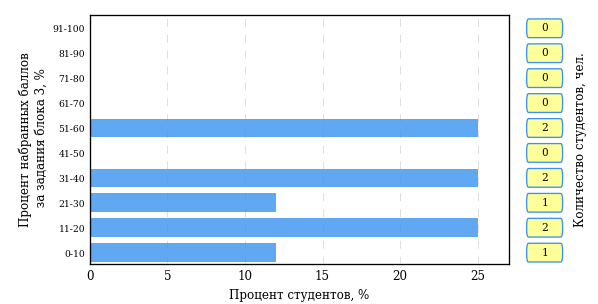 Процент набранных баллов
за задания блока 3, %
91-100 0
81-90 0
71-80 0
61-70 0
51-60 2
41-50 0
31-40 2
21-30 1
11-20 2
0-10 1
0 5 10 15 20 25
Процент студентов, %
Количество студентов, чел.